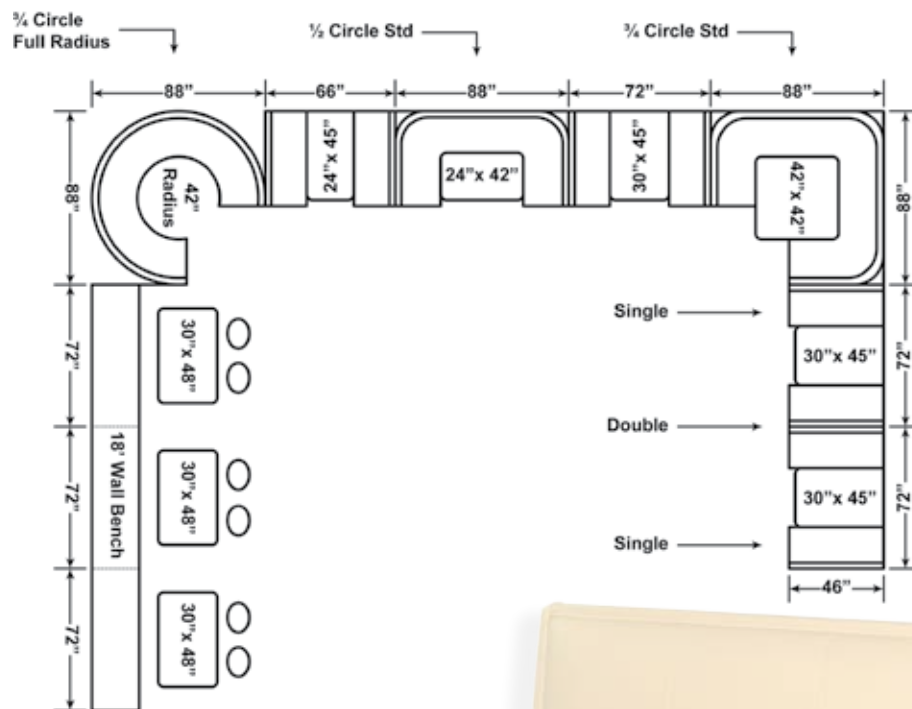 ¾ Circle
Full Radius
½ Circle Std
¾ Circle Std
88”
66”
88”
72”
88”
88”
42”
Radius
24”x 45”
24”x 42”
30”x 45”
42”x 42”
88”
72”
30”x 48”
Single
30”x 45”
72”
Double
72”
18’ Wall Bench
30”x 48”
30”x 45”
72”
Single
46”
72”
30”x 48”